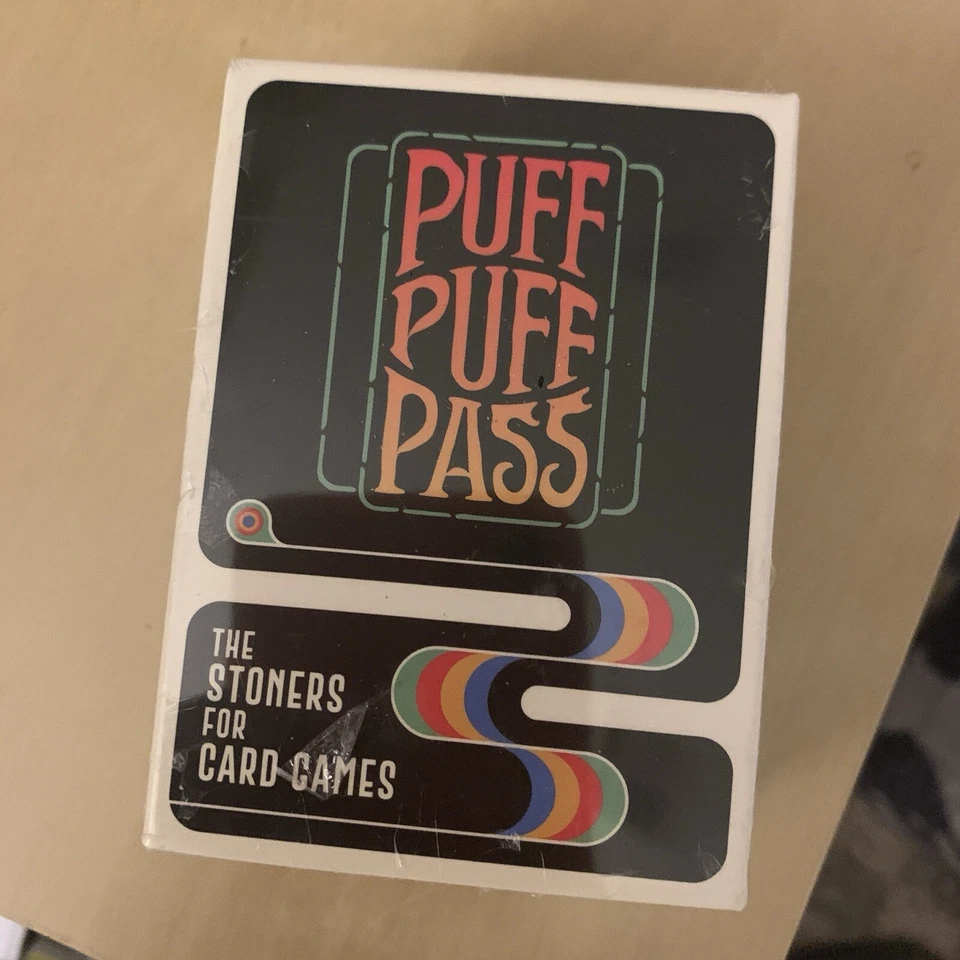 PUFF
PUFF
PASS
THE
STONERS
FOR
CARD GAMES